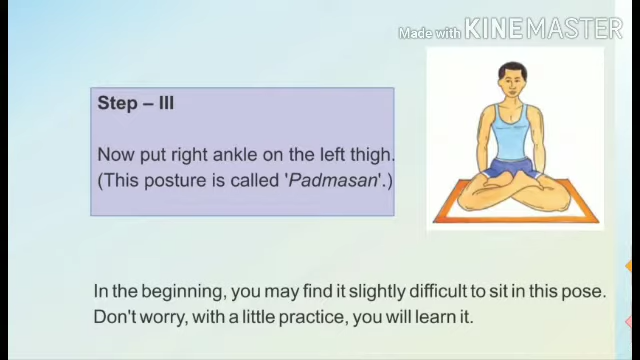 Made with KINEMASTER
Step – III
Now put right ankle on the left thigh.
(This posture is called 'Padmasan'.)
In the beginning, you may find it slightly difficult to sit in this pose.
Don't worry, with a little practice, you will learn it.